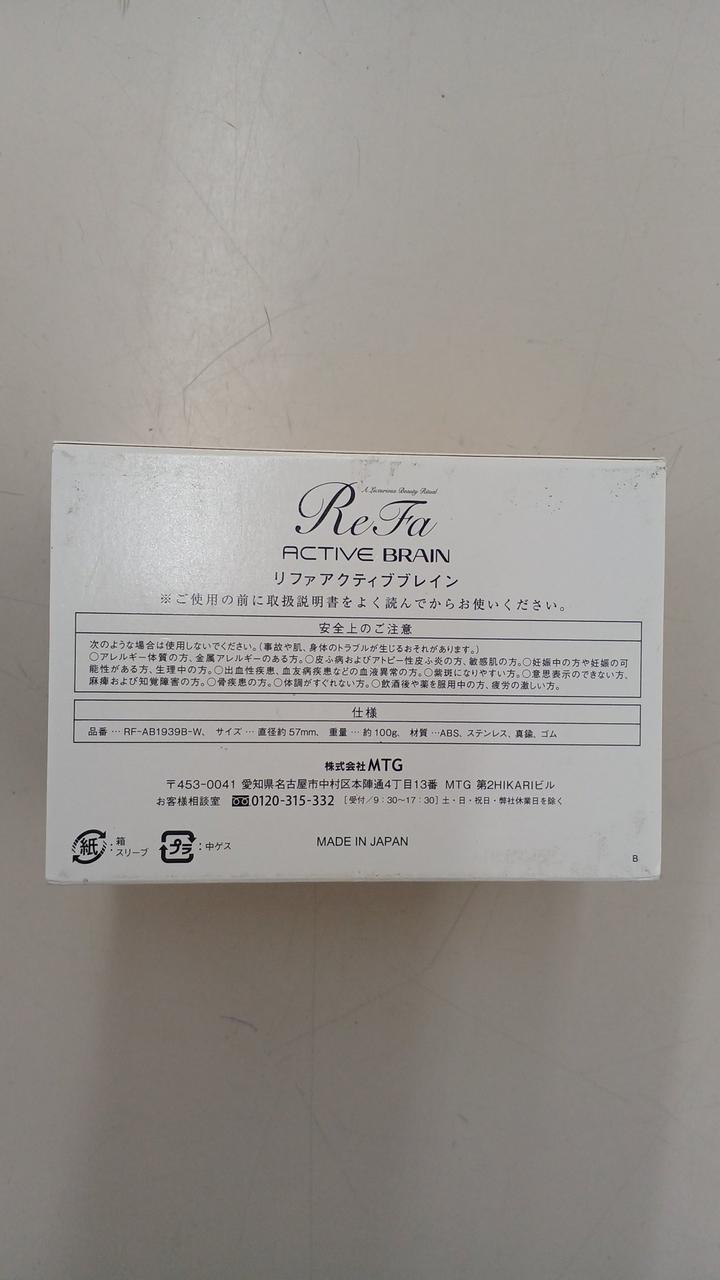 A Luxurious Beauty Ritual
ReFa
ACTIVE BRAIN
リファアクティブブレイン
※ご使用の前に取扱説明書をよく読んでからお使いください。
安全上のご注意
次のような場合は使用しないでください。(事故や肌、身体のトラブルが生じるおそれがあります。)
○アレルギー体質の方、金属アレルギーのある方。○皮ふ病およびアトピー性皮ふ炎の方、敏感肌の方。○妊娠中の方や妊娠の可
能性がある方、生理中の方。○出血性疾患、血友病疾患などの血液異常の方。○紫斑になりやすい方。○意思表示のできない方、
麻痺および知覚障害の方。○骨疾患の方。○体調がすぐれない方。○飲酒後や薬を服用中の方、疲労の激しい方。
仕様
品番 … RF-AB1939B-W、 サイズ … 直径約57mm、 重量 … 約100g、 材質 …ABS、ステンレス、真鍮、ゴム
株式会社MTG
〒453-0041 愛知県名古屋市中村区本陣通4丁目13番 MTG 第2HIKARIビル
お客様相談室 0120-315-332 [受付/9:30〜17:30]土・日・祝日・弊社休業日を除く
紙:箱
スリーブ
プラ:中ゲス
MADE IN JAPAN
B